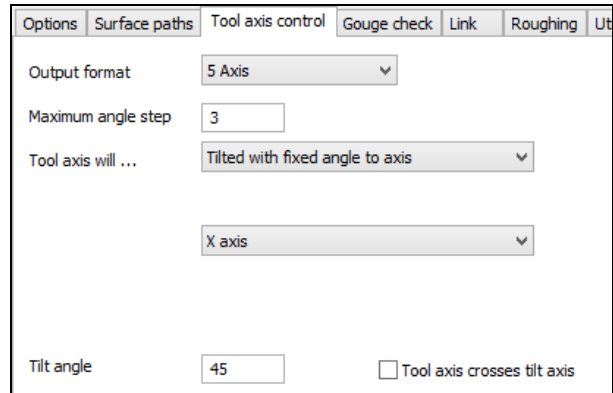 Options Surface paths Tool axis control Gouge check Link Roughing Ut
Output format 5 Axis
Maximum angle step 3
Tool axis will ... Tilted with fixed angle to axis
X axis
Tilt angle 45 Tool axis crosses tilt axis